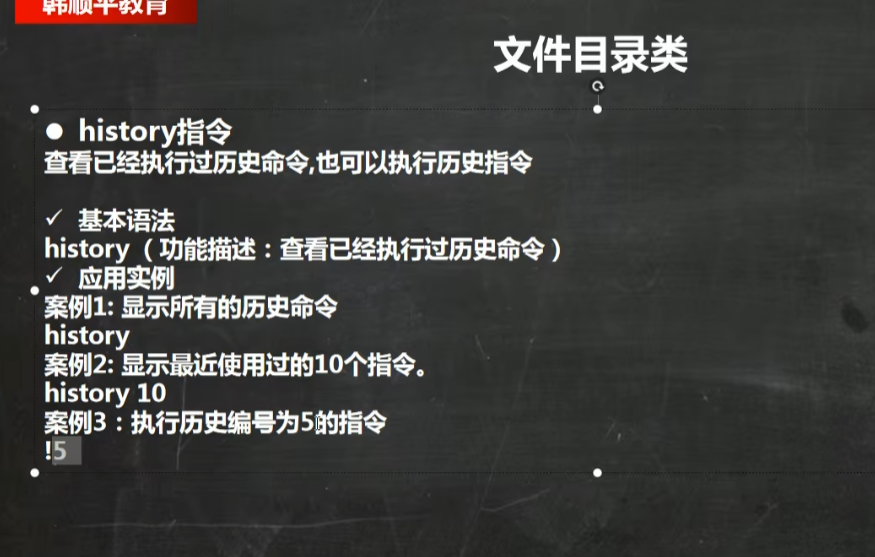 韩顺平教育
文件目录类
● history指令
查看已经执行过历史命令,也可以执行历史指令
✓ 基本语法
history（功能描述：查看已经执行过历史命令）
✓ 应用实例
案例1: 显示所有的历史命令
history
案例2: 显示最近使用过的10个指令。
history 10
案例3：执行历史编号为5的指令
!5